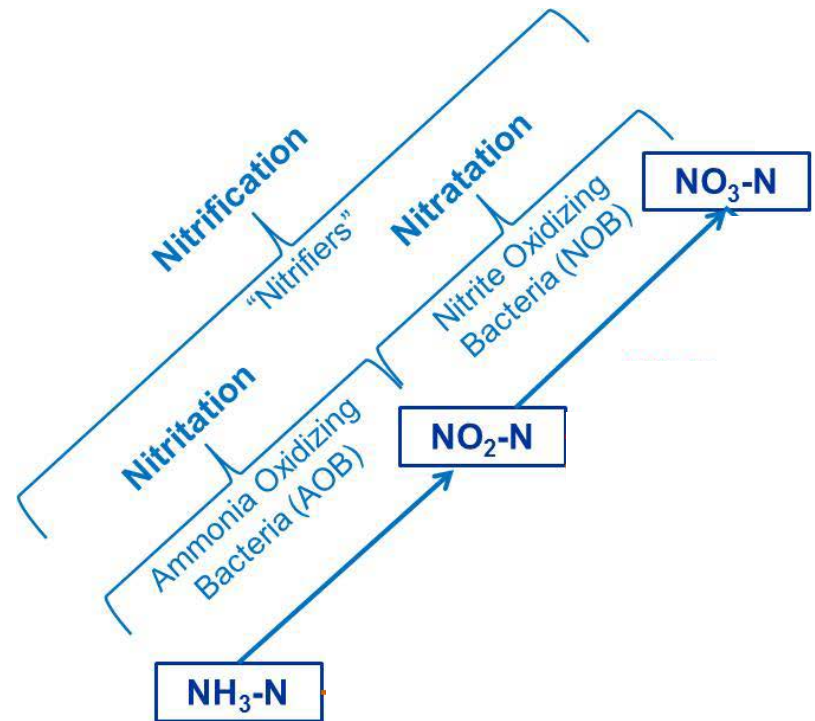 Nitrification
“Nitrifiers”
Nitratation
Nitrite Oxidizing
Bacteria (NOB)
NO₃-N
Nitritation
Ammonia Oxidizing
Bacteria (AOB)
NO₂-N
NH₃-N